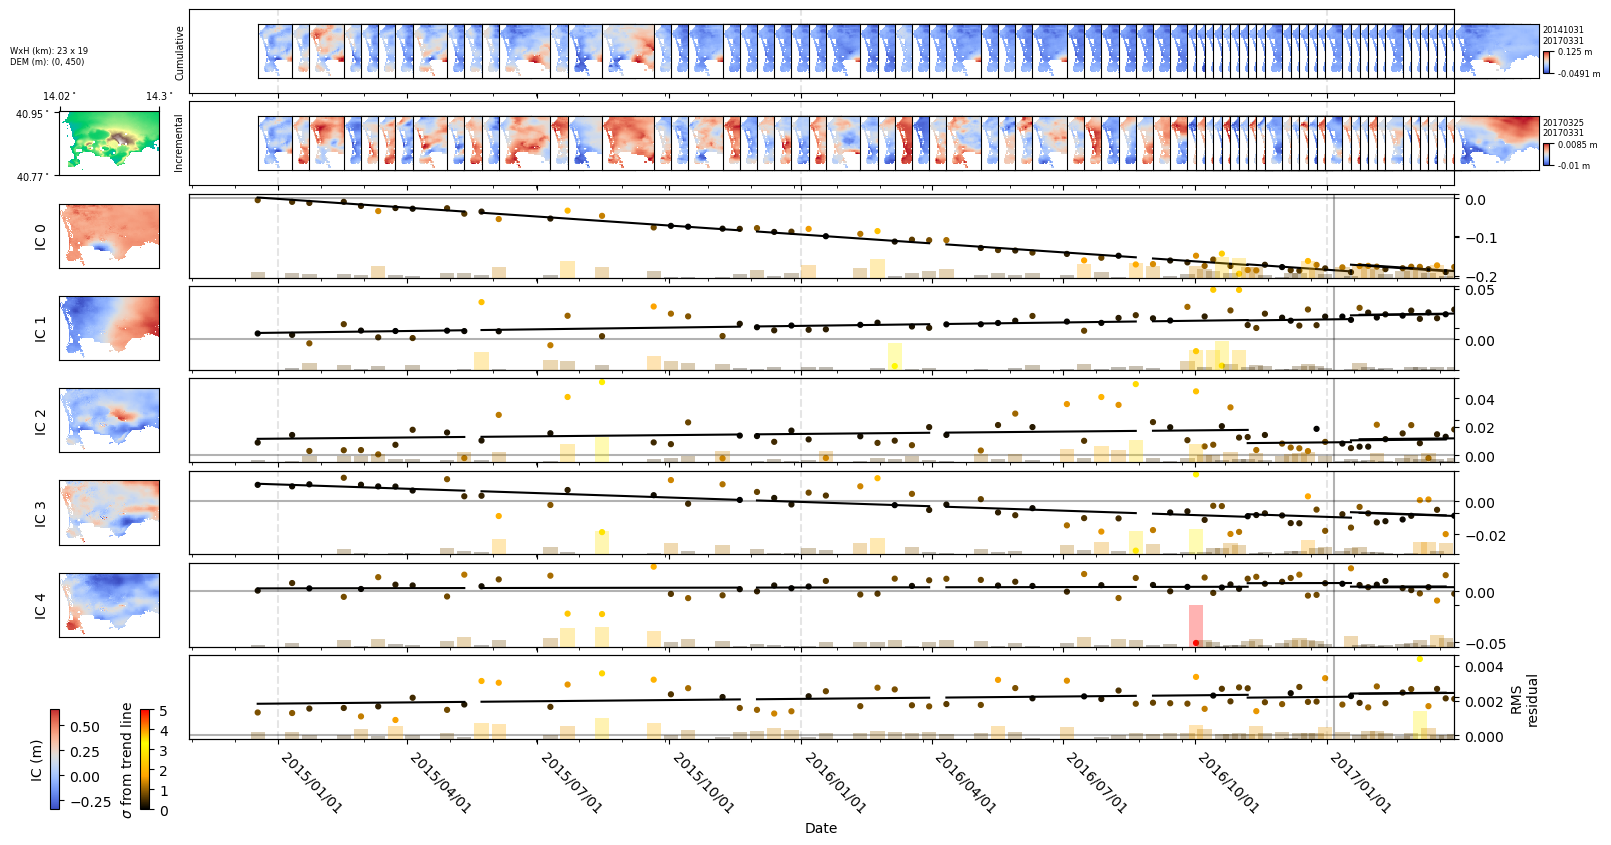 WxH (km): 23 x 19
DEM (m): (0, 450)
Cumulative
20141031
20170331
0.125 m
-0.0491 m
14.02°
14.3°
40.95°
40.77°
Incremental
20170325
20170331
0.0085 m
-0.01 m
IC 0
0.0
−0.1
−0.2
IC 1
0.05
0.00
IC 2
0.04
0.02
0.00
IC 3
0.00
−0.02
IC 4
0.00
−0.05
0.004
0.002
0.000
RMS
residual
IC (m)
0.50
0.25
0.00
−0.25
σ from trend line
5
4
3
2
1
0
2015/01/01
2015/04/01
2015/07/01
2015/10/01
2016/01/01
2016/04/01
2016/07/01
2016/10/01
2017/01/01
Date